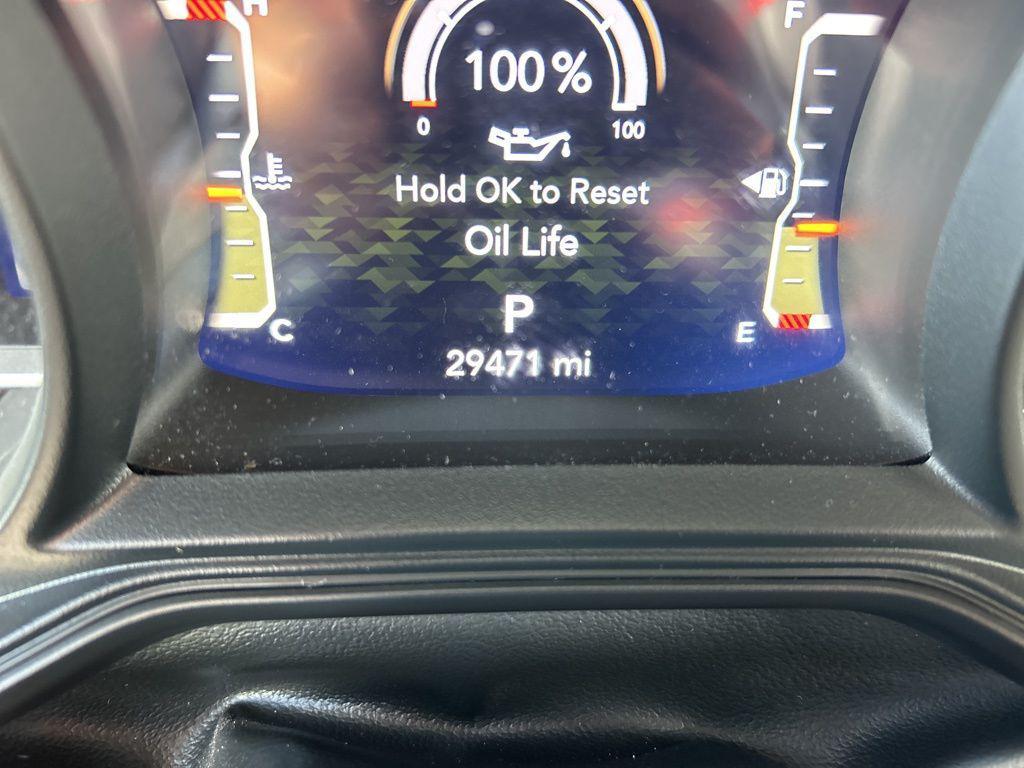 H
F
100%
0
100
Hold OK to Reset
Oil Life
P
C
E
29471 mi